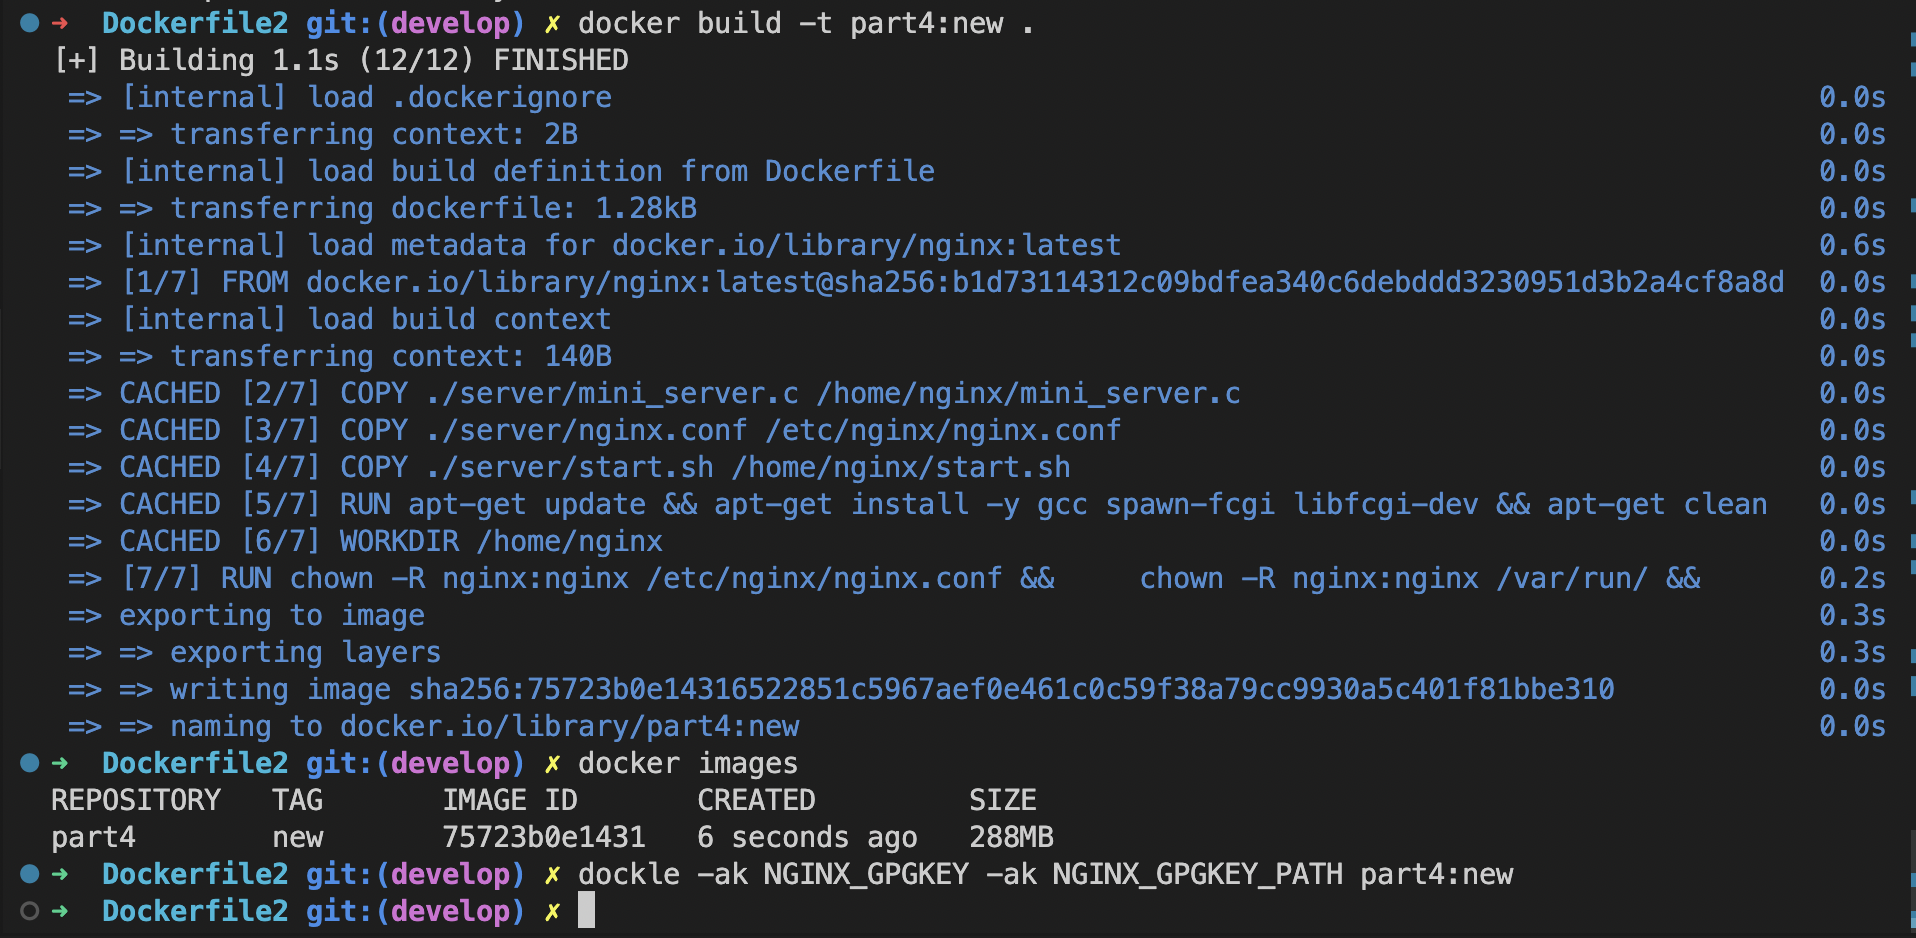 ➜ Dockerfile2 git:(develop) ✗ docker build -t part4:new .
[+] Building 1.1s (12/12) FINISHED
=> [internal] load .dockerignore 0.0s
=> => transferring context: 2B 0.0s
=> [internal] load build definition from Dockerfile 0.0s
=> => transferring dockerfile: 1.28kB 0.0s
=> [internal] load metadata for docker.io/library/nginx:latest 0.6s
=> [1/7] FROM docker.io/library/nginx:latest@sha256:b1d73114312c09bdfea340c6debddd3230951d3b2a4cf8a8d 0.0s
=> [internal] load build context 0.0s
=> => transferring context: 140B 0.0s
=> CACHED [2/7] COPY ./server/mini_server.c /home/nginx/mini_server.c 0.0s
=> CACHED [3/7] COPY ./server/nginx.conf /etc/nginx/nginx.conf 0.0s
=> CACHED [4/7] COPY ./server/start.sh /home/nginx/start.sh 0.0s
=> CACHED [5/7] RUN apt-get update && apt-get install -y gcc spawn-fcgi libfcgi-dev && apt-get clean 0.0s
=> CACHED [6/7] WORKDIR /home/nginx 0.0s
=> [7/7] RUN chown -R nginx:nginx /etc/nginx/nginx.conf &&     chown -R nginx:nginx /var/run/ && 0.2s
=> exporting to image 0.3s
=> => exporting layers 0.3s
=> => writing image sha256:75723b0e14316522851c5967aef0e461c0c59f38a79cc9930a5c401f81bbe310 0.0s
=> => naming to docker.io/library/part4:new 0.0s
➜ Dockerfile2 git:(develop) ✗ docker images
REPOSITORY TAG IMAGE ID CREATED SIZE
part4 new 75723b0e1431 6 seconds ago 288MB
➜ Dockerfile2 git:(develop) ✗ dockle -ak NGINX_GPGKEY -ak NGINX_GPGKEY_PATH part4:new
➜ Dockerfile2 git:(develop) ✗